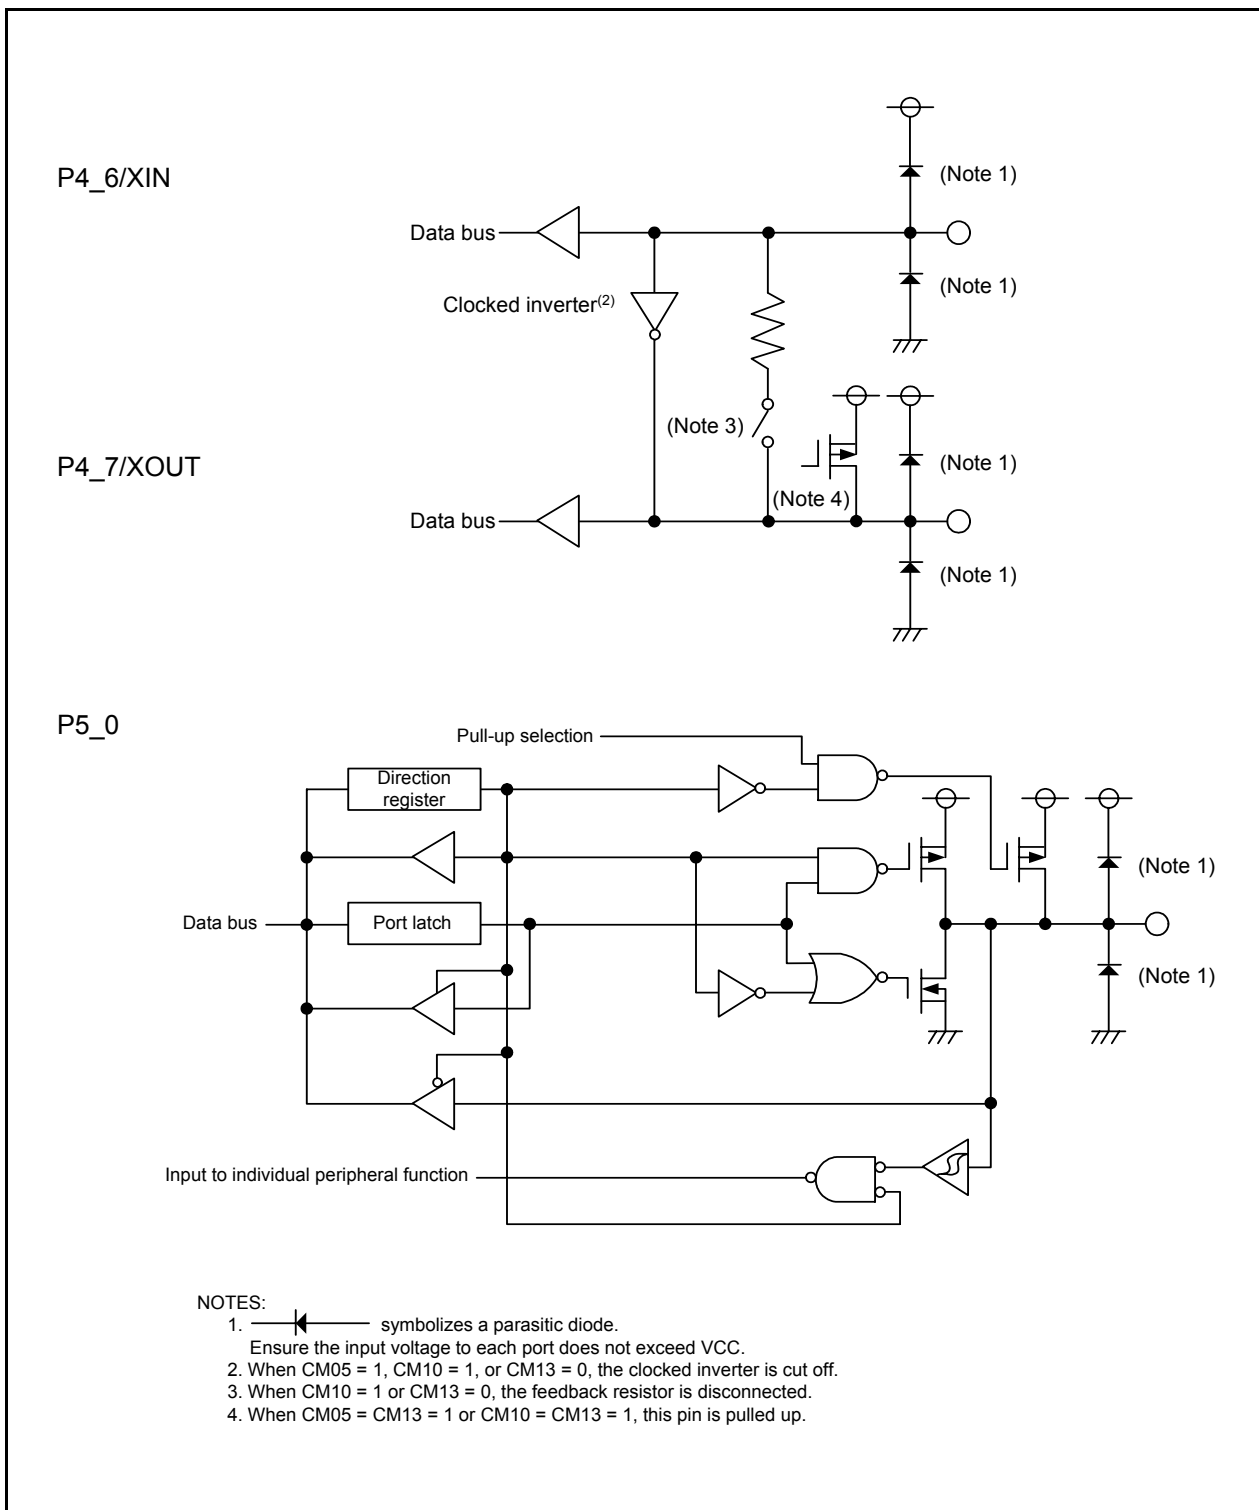 P4_6/XIN
(Note 1)
Data bus
(Note 1)
Clocked inverter(2)
(Note 3)
P4_7/XOUT
(Note 1)
(Note 4)
Data bus
(Note 1)
P5_0
Pull-up selection
Direction
register
(Note 1)
Data bus
Port latch
(Note 1)
Input to individual peripheral function
NOTES:
1. symbolizes a parasitic diode.
Ensure the input voltage to each port does not exceed VCC.
2. When CM05 = 1, CM10 = 1, or CM13 = 0, the clocked inverter is cut off.
3. When CM10 = 1 or CM13 = 0, the feedback resistor is disconnected.
4. When CM05 = CM13 = 1 or CM10 = CM13 = 1, this pin is pulled up.